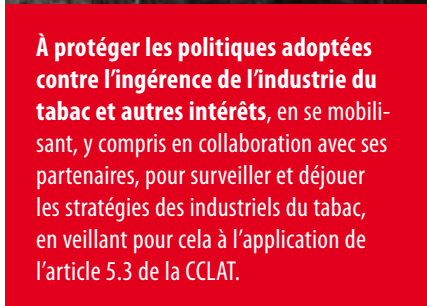 À protéger les politiques adoptées
contre l’ingérence de l’industrie du
tabac et autres intérêts, en se mobili-
sant, y compris en collaboration avec ses
partenaires, pour surveiller et déjouer
les stratégies des industriels du tabac,
en veillant pour cela à l’application de
l’article 5.3 de la CCLAT.